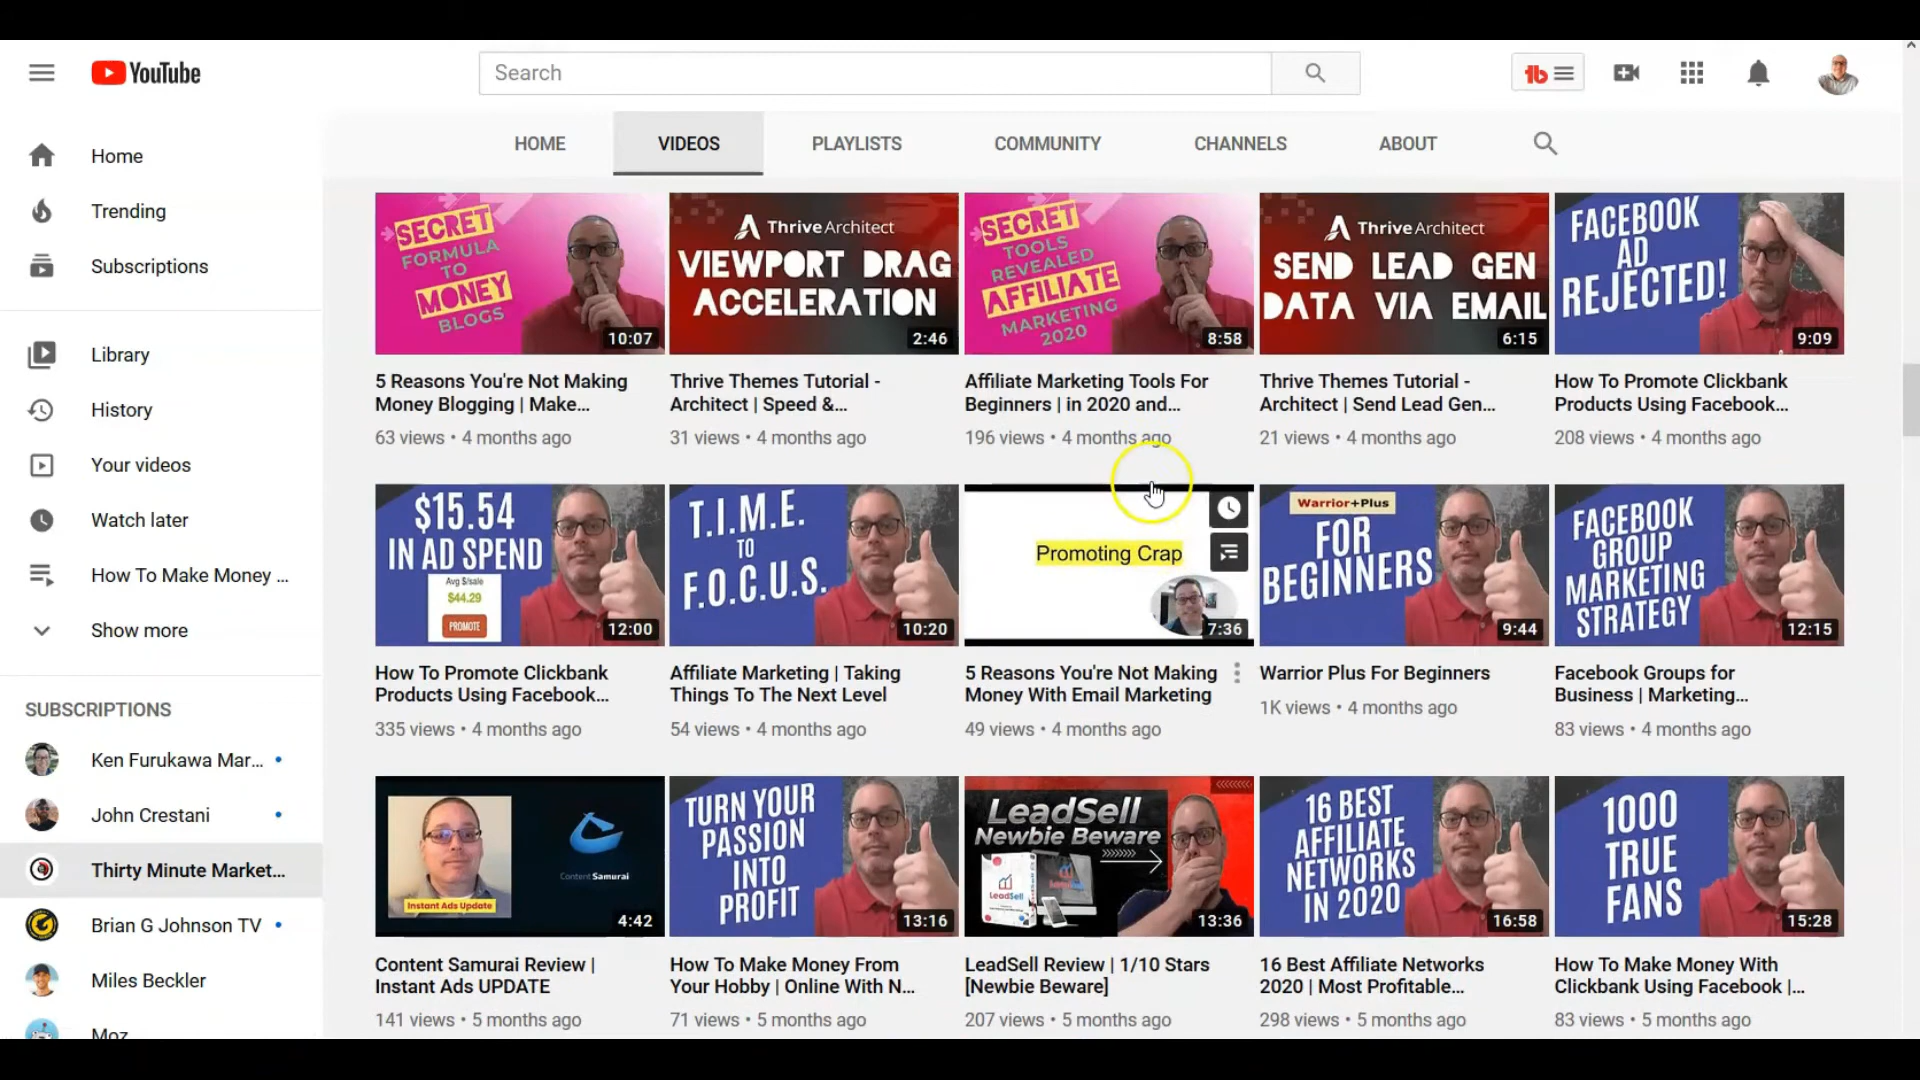 YouTube
Search
tb
Home
Trending
Subscriptions
Library
History
Your videos
Watch later
How To Make Money ...
Show more
SUBSCRIPTIONS
Ken Furukawa Mar...
John Crestani
Thirty Minute Market...
Brian G Johnson TV
Miles Beckler
Moz
HOME
VIDEOS
PLAYLISTS
COMMUNITY
CHANNELS
ABOUT
SECRET
FORMULA
TO
MONEY
BLOGS
10:07
5 Reasons You're Not Making
Money Blogging | Make...
63 views • 4 months ago
Thrive Architect
VIEWPORT DRAG
ACCELERATION
2:46
Thrive Themes Tutorial -
Architect | Speed &...
31 views • 4 months ago
SECRET
TOOLS
REVEALED
AFFILIATE
MARKETING
2020
8:58
Affiliate Marketing Tools For
Beginners | in 2020 and...
196 views • 4 months ago
Thrive Architect
SEND LEAD GEN
DATA VIA EMAIL
6:15
Thrive Themes Tutorial -
Architect | Send Lead Gen...
21 views • 4 months ago
FACEBOOK
AD
REJECTED!
9:09
How To Promote Clickbank
Products Using Facebook...
208 views • 4 months ago
$15.54
IN AD SPEND
Avg $/sale
$44.29
PROMOTE
12:00
How To Promote Clickbank
Products Using Facebook...
335 views • 4 months ago
T.I.M.E.
TO
F.O.C.U.S.
10:20
Affiliate Marketing | Taking
Things To The Next Level
54 views • 4 months ago
Promoting Crap
7:36
5 Reasons You're Not Making
Money With Email Marketing
49 views • 4 months ago
Warrior+Plus
FOR
BEGINNERS
9:44
Warrior Plus For Beginners
1K views • 4 months ago
FACEBOOK
GROUP
MARKETING
STRATEGY
12:15
Facebook Groups for
Business | Marketing...
83 views • 4 months ago
Instant Ads Update
Content Samurai
4:42
Content Samurai Review |
Instant Ads UPDATE
141 views • 5 months ago
TURN YOUR
PASSION
INTO
PROFIT
13:16
How To Make Money From
Your Hobby | Online With N...
71 views • 5 months ago
LeadSell
Newbie Beware
LeadSell
13:36
LeadSell Review | 1/10 Stars
[Newbie Beware]
207 views • 5 months ago
16 BEST
AFFILIATE
NETWORKS
IN 2020
16:58
16 Best Affiliate Networks
2020 | Most Profitable...
298 views • 5 months ago
1000
TRUE
FANS
15:28
How To Make Money With
Clickbank Using Facebook |...
83 views • 5 months ago